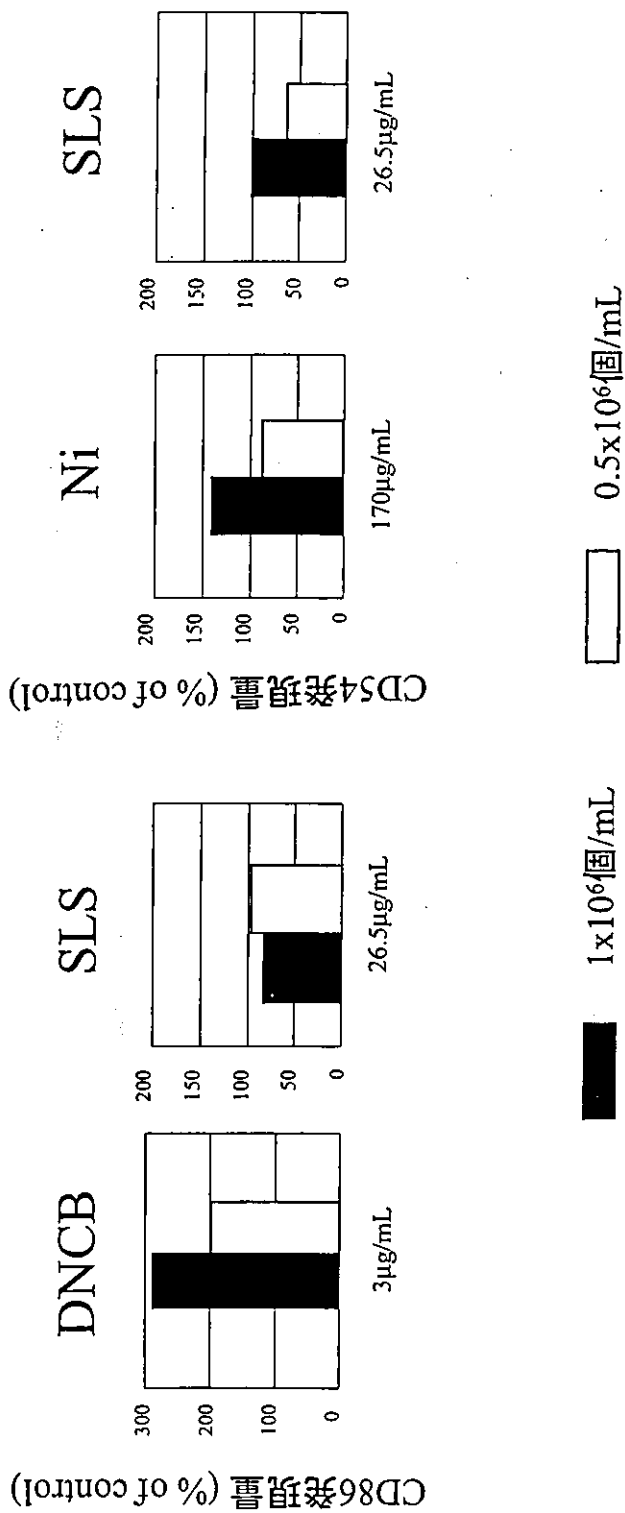 DNCB
SLS
Ni
SLS
CD86発現量 (% of control)
300
200
100
0
3μg/mL
200
150
100
50
0
26.5μg/mL
CD54発現量 (% of control)
200
150
100
50
0
170μg/mL
200
150
100
50
0
26.5μg/mL
1x10⁶個/mL
0.5x10⁶個/mL